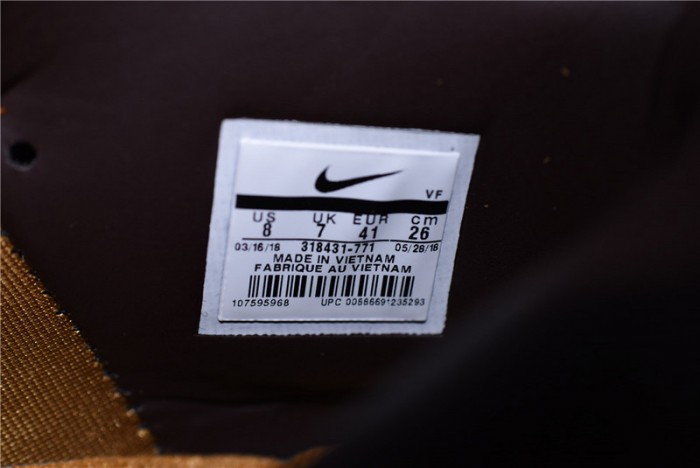 VF
US UK EUR cm
8 7 41 26
03/16/18 318431-771 05/28/18
MADE IN VIETNAM
FABRIQUE AU VIETNAM
107595968 UPC 00886691235293